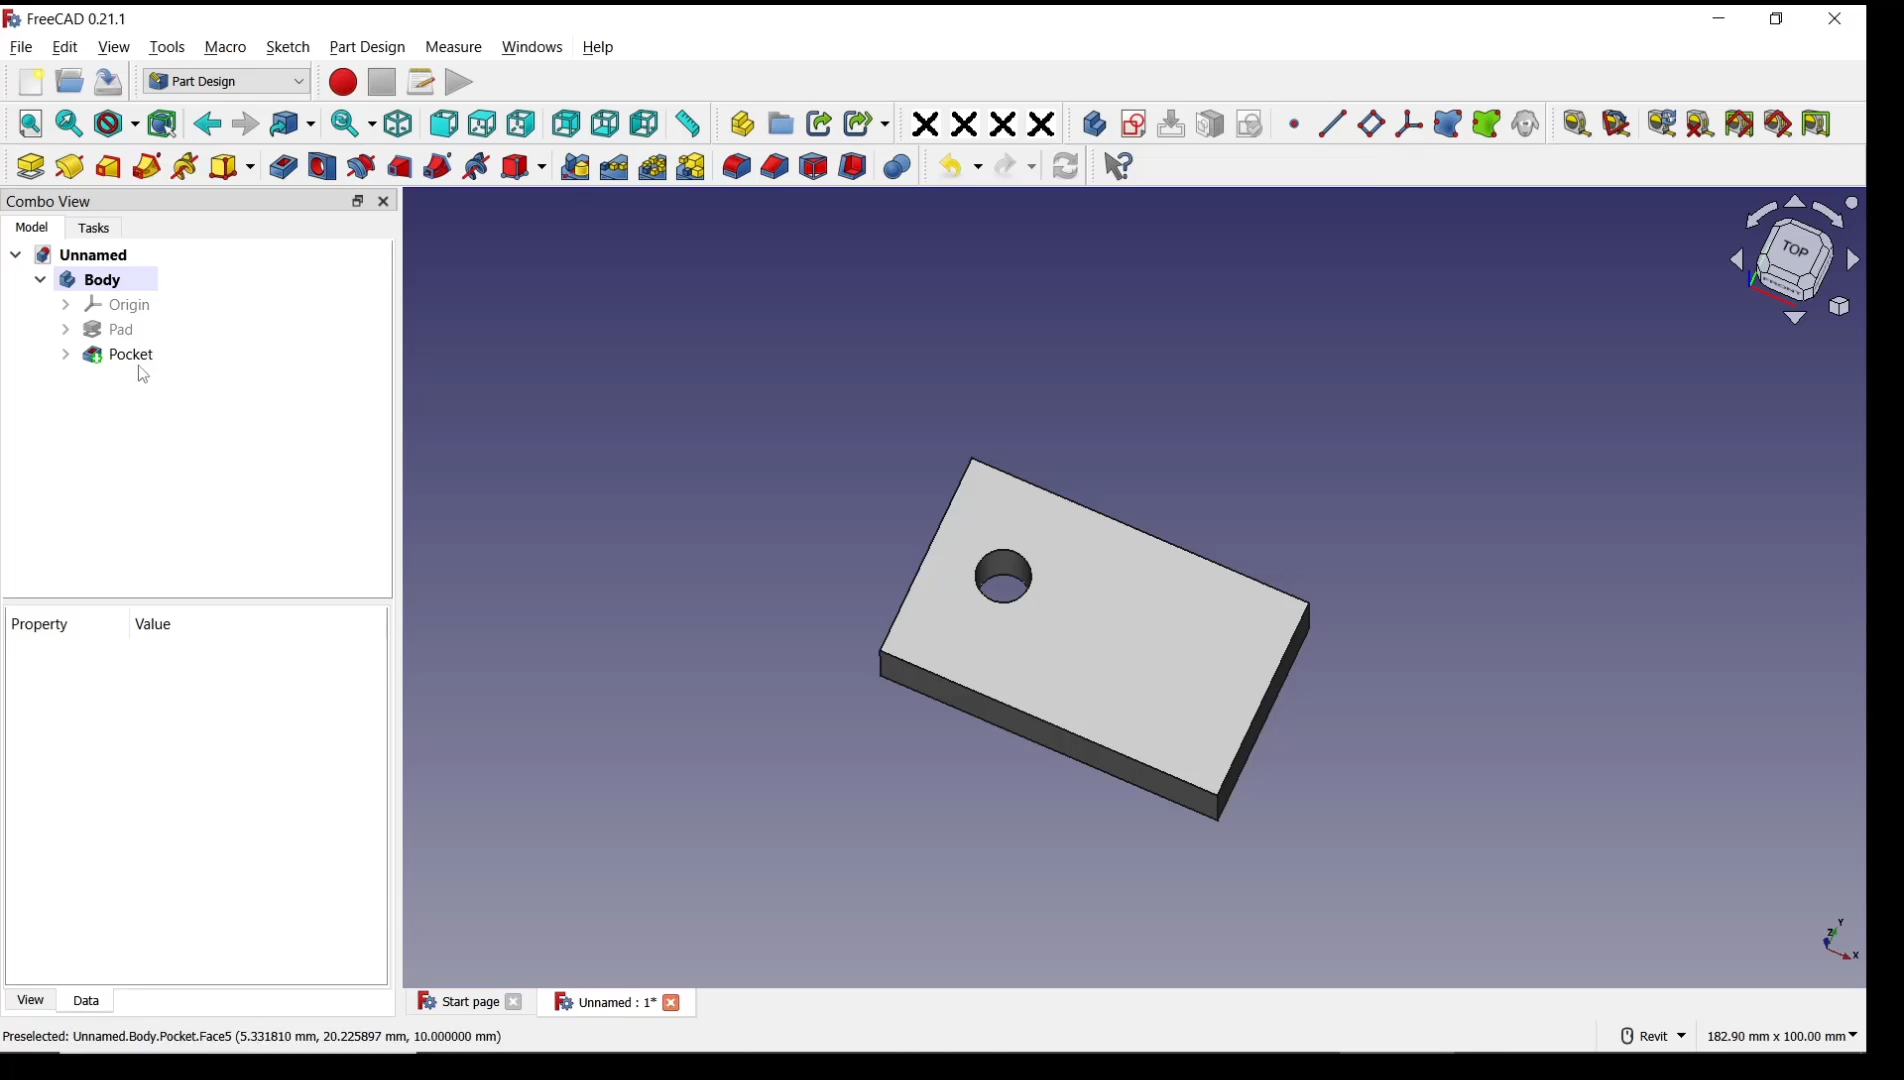 FreeCAD 0.21.1
File Edit View Tools Macro Sketch Part Design Measure Windows Help
Part Design
Combo View
Model Tasks
Unnamed
Body
Origin
Pad
Pocket
Property Value
TOP
FRONT
Y
Z
X
View Data
Start page Unnamed : 1*
Preselected: Unnamed.Body.Pocket.Face5 (5.331810 mm, 20.225897 mm, 10.000000 mm) Revit 182.90 mm x 100.00 mm